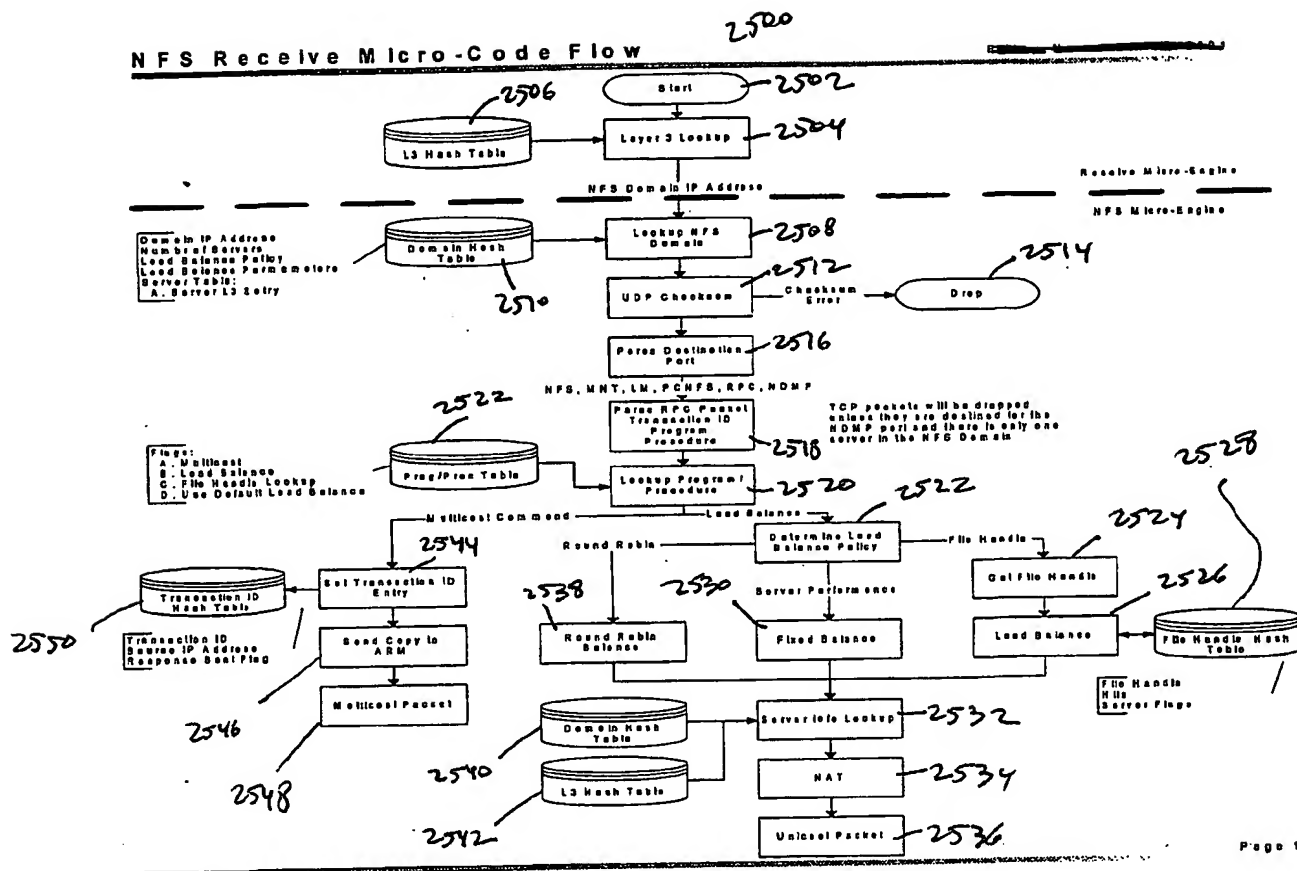 2500
NFS Receive Micro-Code Flow
2506
Start
2502
L3 Hash Table
Layer 3 Lookup
2504
Receive Micro-Engine
NFS Domain IP Address
NFS Micro-Engine
Domain IP Address
Number of Servers
Load Balance Policy
Load Balance Parmameters
Server Table:
A. Server L3 Entry
Domain Hash
Table
2510
Lookup NFS
Domain
2508
UDP Checksum
2512
Checksum
Error
Drop
2514
Parse Destination
Port
2516
NFS, MNT, LM, PCNFS, RPC, NDMP
Parse RPC Packet
Transaction ID
Program
Procedure
2518
TCP packets will be dropped
unless they are destined for the
NDMP port and there is only one
server in the NFS Domain
2522
Flags:
A. Multicast
B. Load Balance
C. File Handle Lookup
D. Use Default Load Balance
Prog/Proc Table
Lookup Program/
Procedure
2520
2528
Multicast Command
Load Balance
2522
Determine Load
Balance Policy
Round Robin
File Handle
2524
Get File Handle
2544
Set Transaction ID
Entry
Transaction ID
Hash Table
2550
Transaction ID
Source IP Address
Response Sent Flag
2538
Round Robin
Balance
2530
Server Performance
Fixed Balance
2526
Load Balance
File Handle Hash
Table
File Handle
Hits
Server Flags
Send Copy to
ARM
2546
Multicast Packet
2548
Domain Hash
Table
2540
L3 Hash Table
2542
Server Info Lookup
2532
NAT
2534
Unicast Packet
2536
Page 1